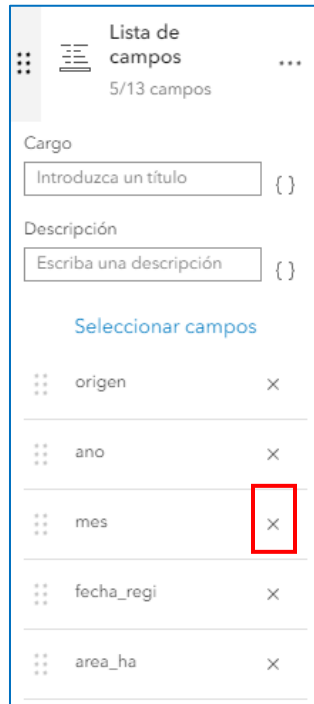 Lista de
campos
5/13 campos
Cargo
Introduzca un título
{ }
Descripción
Escriba una descripción
{ }
Seleccionar campos
origen
ano
mes
fecha_regi
area_ha